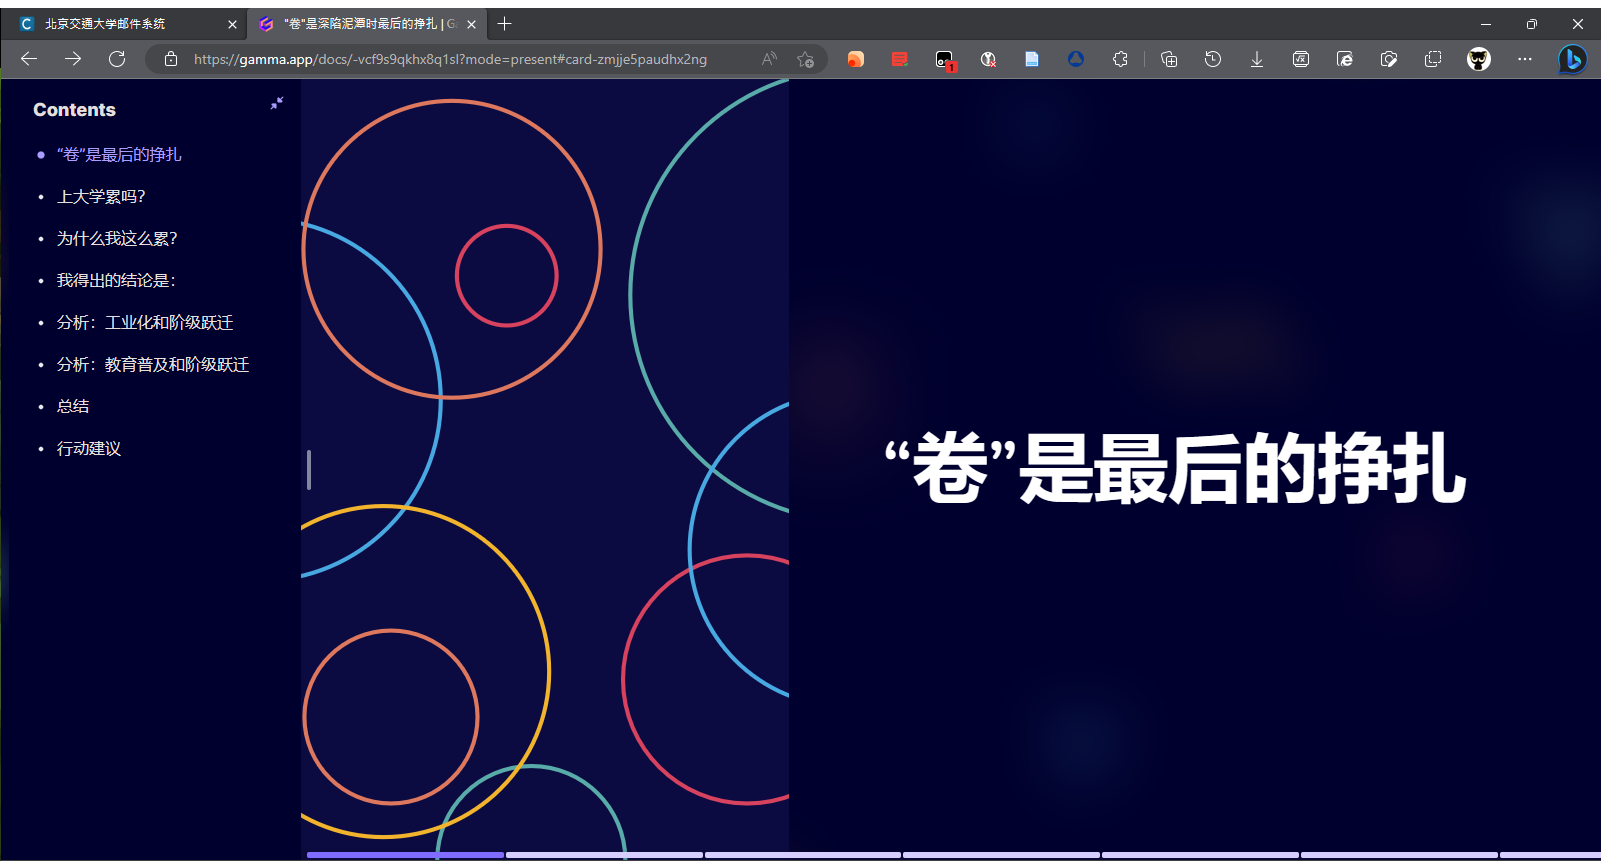 北京交通大学邮件系统
"卷"是深陷泥潭时最后的挣扎 | G
https://gamma.app/docs/-vcf9s9qkhx8q1sl?mode=present#card-zmjje5paudhx2ng
1
Contents
“卷”是最后的挣扎
上大学累吗?
为什么我这么累?
我得出的结论是：
分析：工业化和阶级跃迁
分析：教育普及和阶级跃迁
总结
行动建议
“卷”是最后的挣扎